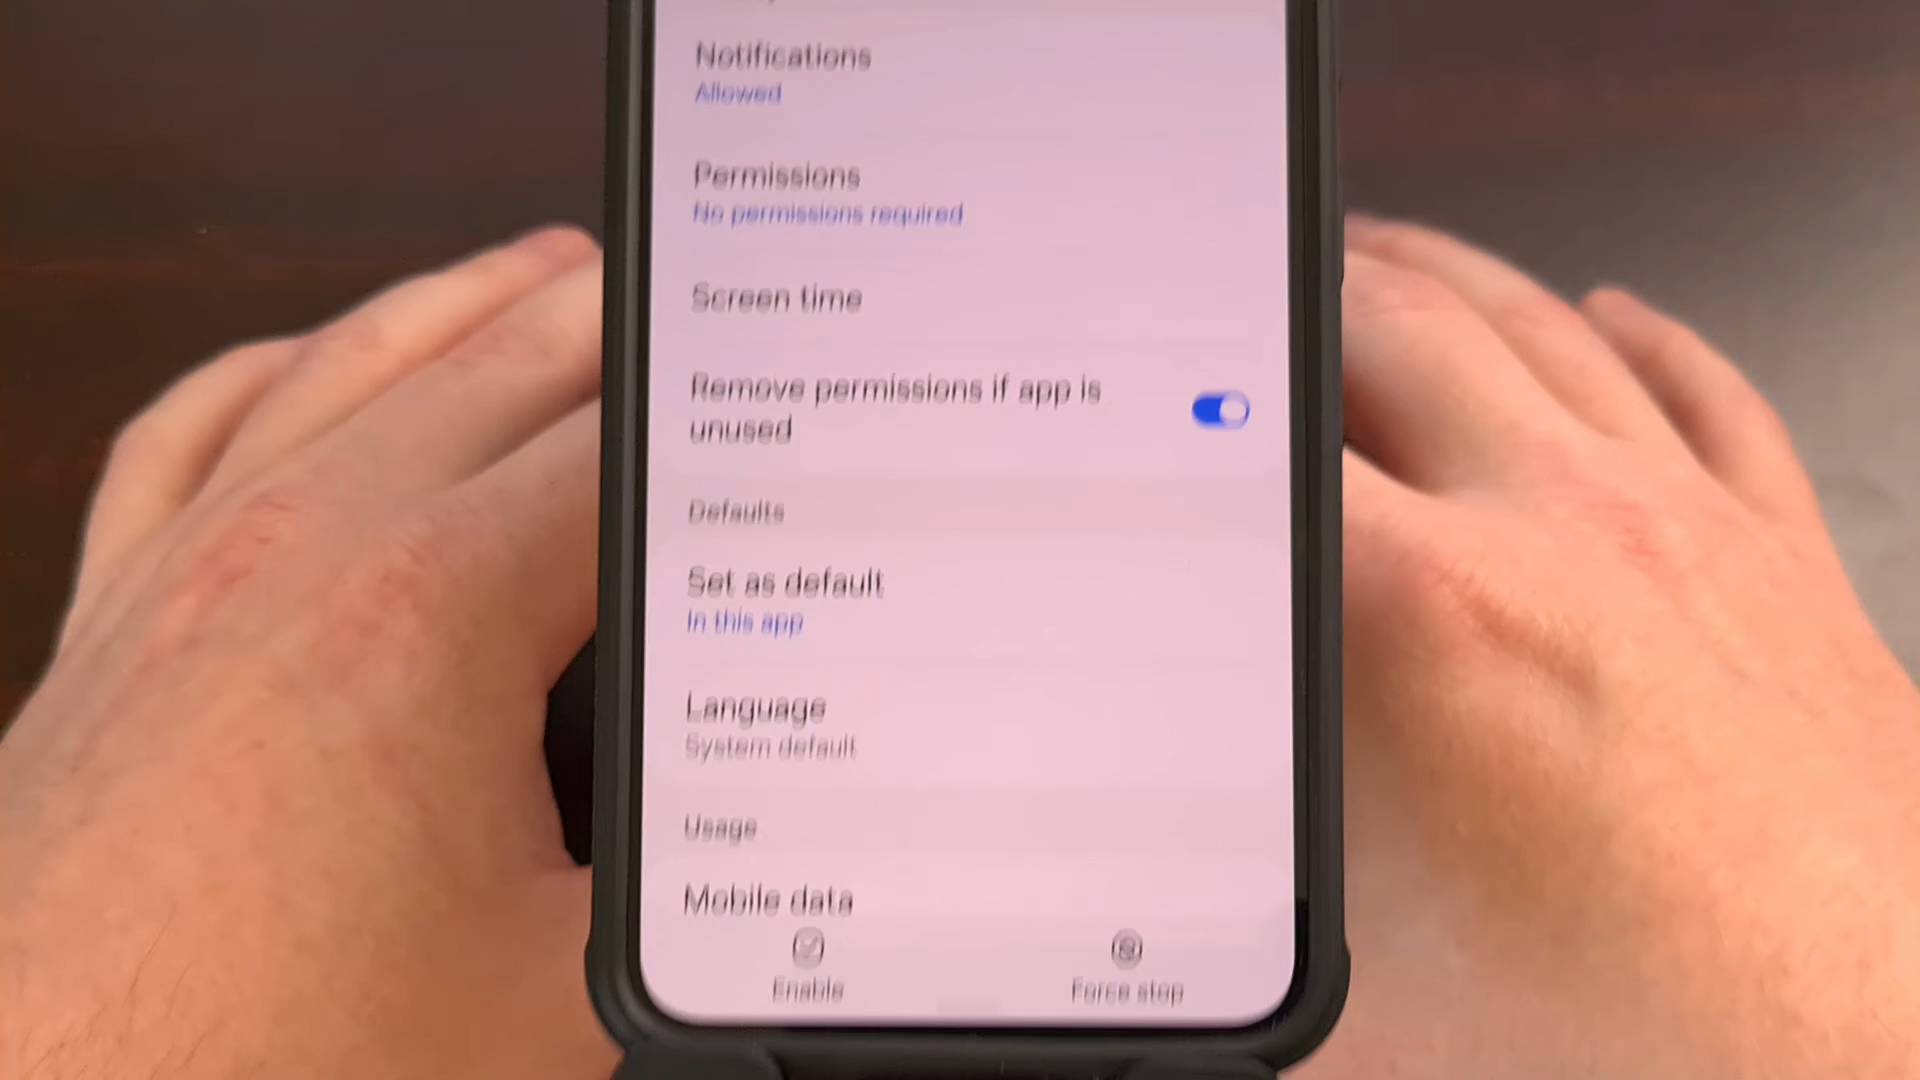 Notifications
Allowed
Permissions
No permissions required
Screen time
Remove permissions if app is
unused
Defaults
Set as default
In this app
Language
System default
Usage
Mobile data
Enable
Force stop